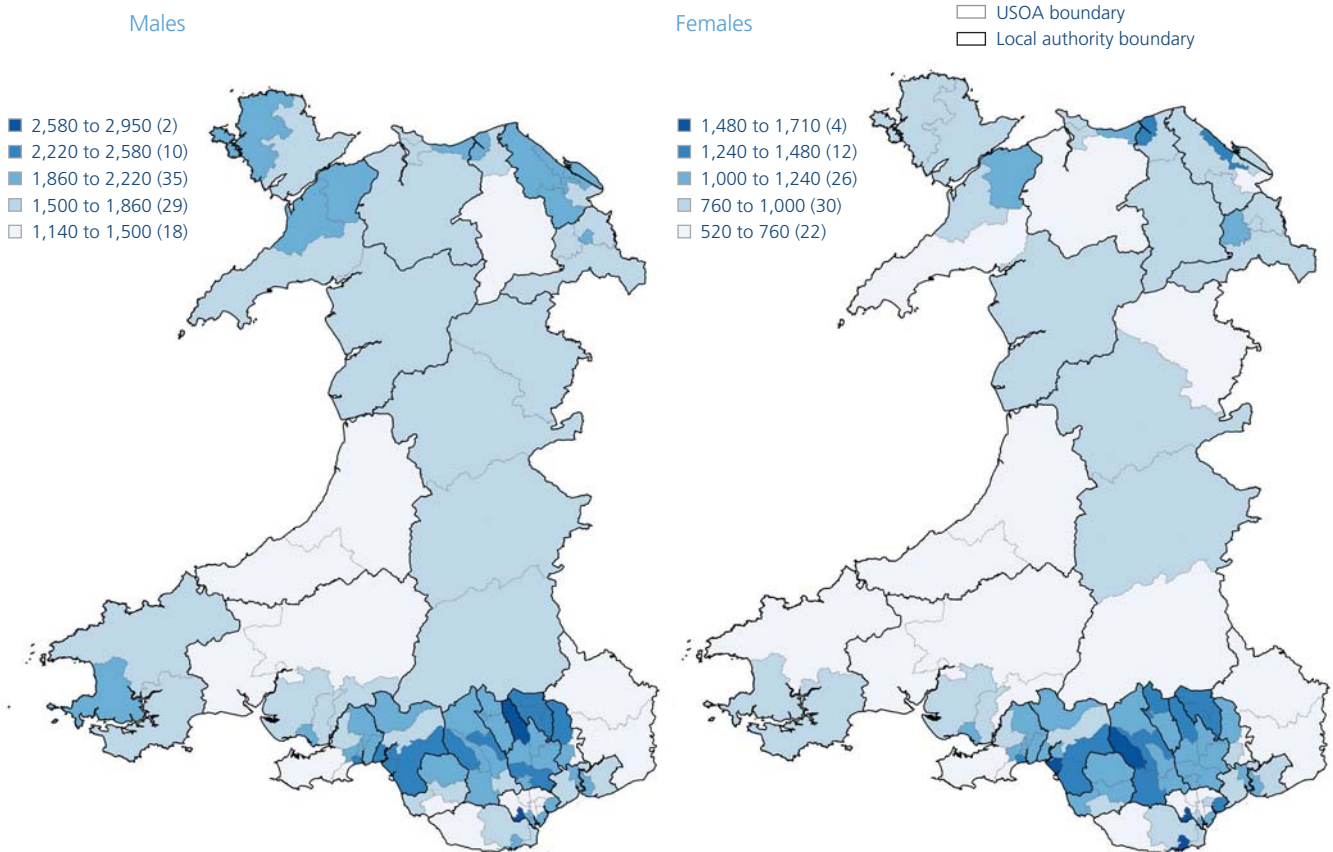 Males
Females
USOA boundary
Local authority boundary
2,580 to 2,950 (2)
2,220 to 2,580 (10)
1,860 to 2,220 (35)
1,500 to 1,860 (29)
1,140 to 1,500 (18)
1,480 to 1,710 (4)
1,240 to 1,480 (12)
1,000 to 1,240 (26)
760 to 1,000 (30)
520 to 760 (22)